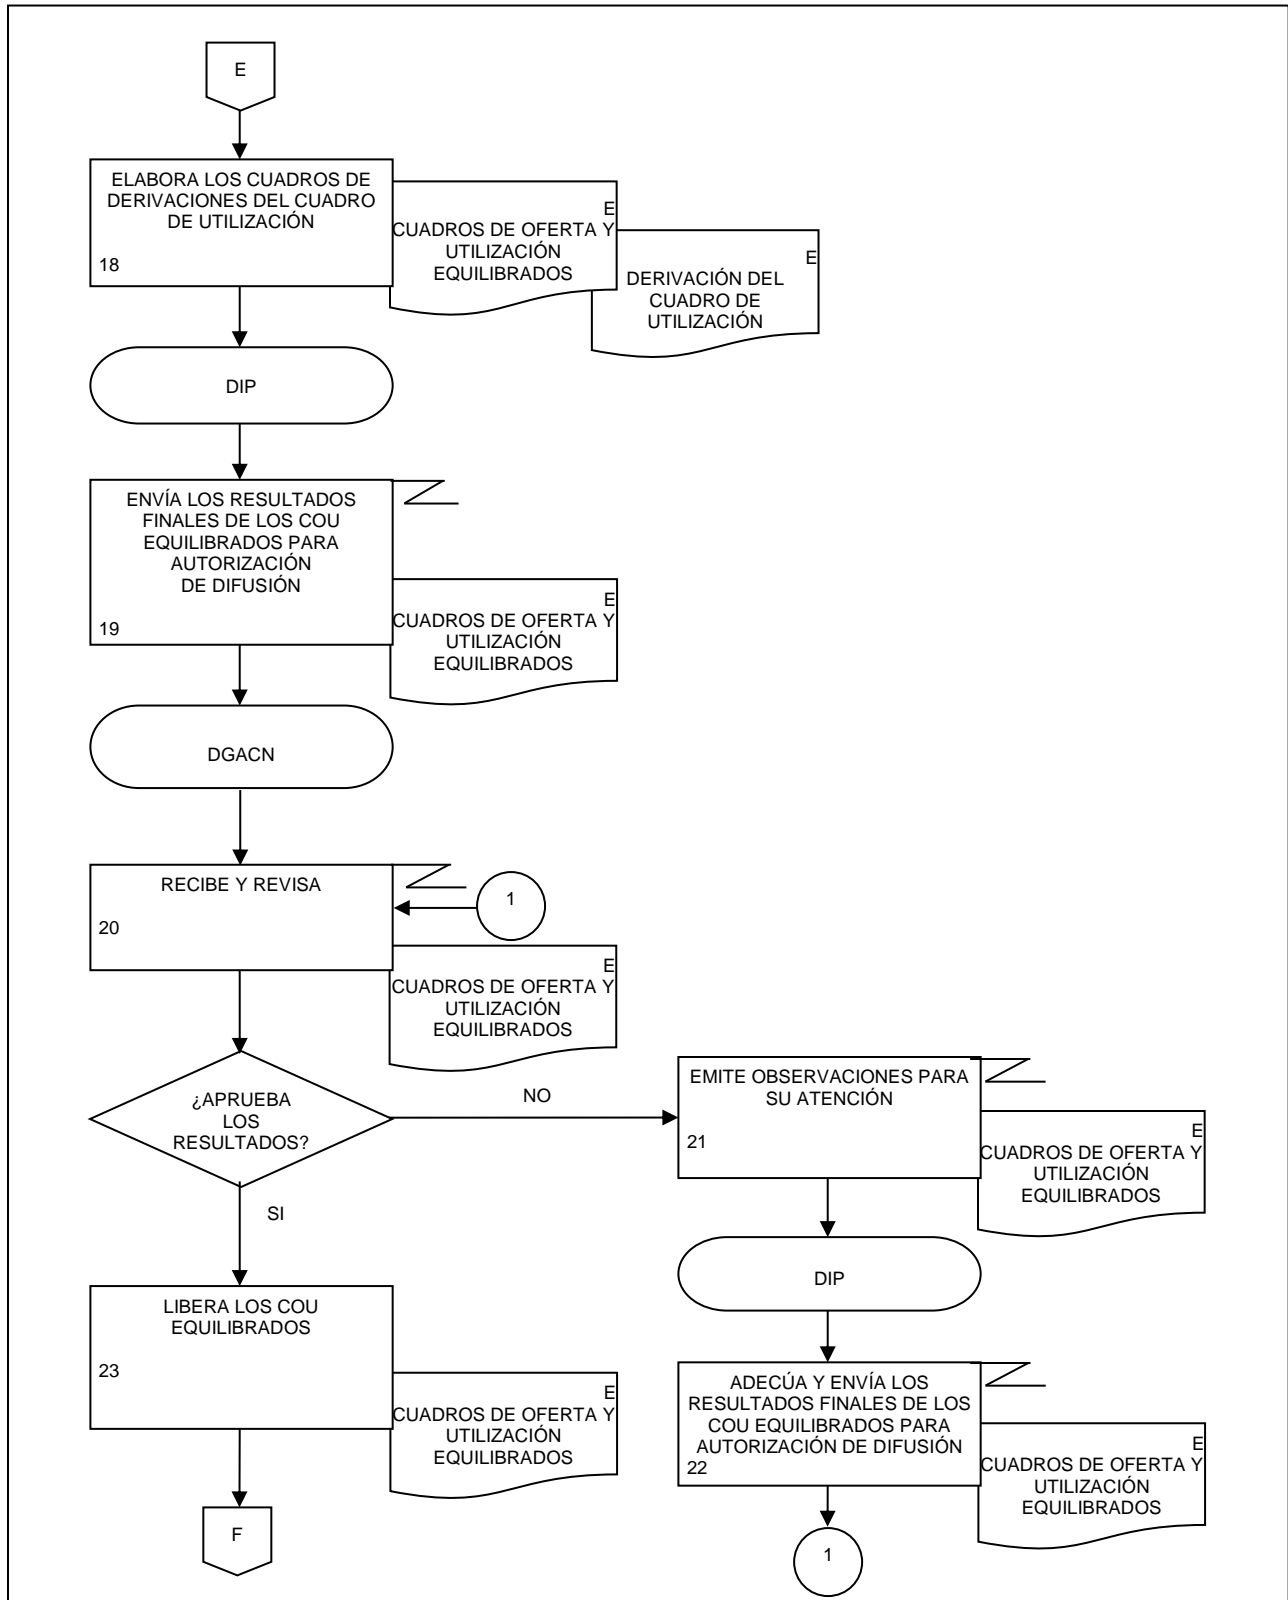 E
ELABORA LOS CUADROS DE
DERIVACIONES DEL CUADRO
DE UTILIZACIÓN
18
E
CUADROS DE OFERTA Y
UTILIZACIÓN
EQUILIBRADOS
E
DERIVACIÓN DEL
CUADRO DE
UTILIZACIÓN
DIP
ENVÍA LOS RESULTADOS
FINALES DE LOS COU
EQUILIBRADOS PARA
AUTORIZACIÓN
DE DIFUSIÓN
19
E
CUADROS DE OFERTA Y
UTILIZACIÓN
EQUILIBRADOS
DGACN
RECIBE Y REVISA
20
1
E
CUADROS DE OFERTA Y
UTILIZACIÓN
EQUILIBRADOS
¿APRUEBA
LOS
RESULTADOS?
NO
EMITE OBSERVACIONES PARA
SU ATENCIÓN
21
E
CUADROS DE OFERTA Y
UTILIZACIÓN
EQUILIBRADOS
SI
DIP
LIBERA LOS COU
EQUILIBRADOS
23
E
CUADROS DE OFERTA Y
UTILIZACIÓN
EQUILIBRADOS
ADECÚA Y ENVÍA LOS
RESULTADOS FINALES DE LOS
COU EQUILIBRADOS PARA
AUTORIZACIÓN DE DIFUSIÓN
22
E
CUADROS DE OFERTA Y
UTILIZACIÓN
EQUILIBRADOS
F
1